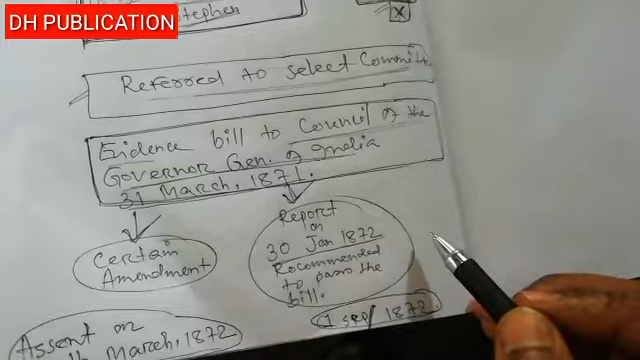 DH PUBLICATION
Stephen
X
Referred to select Committe
Evidence bill to Council of the
Governor Gen. of India
31 March, 1871.
Certain
Amendment
Report
on
30 Jan 1872
Recommended
to pass the
bill.
1 sep/ 1872
Assent on
March, 1872